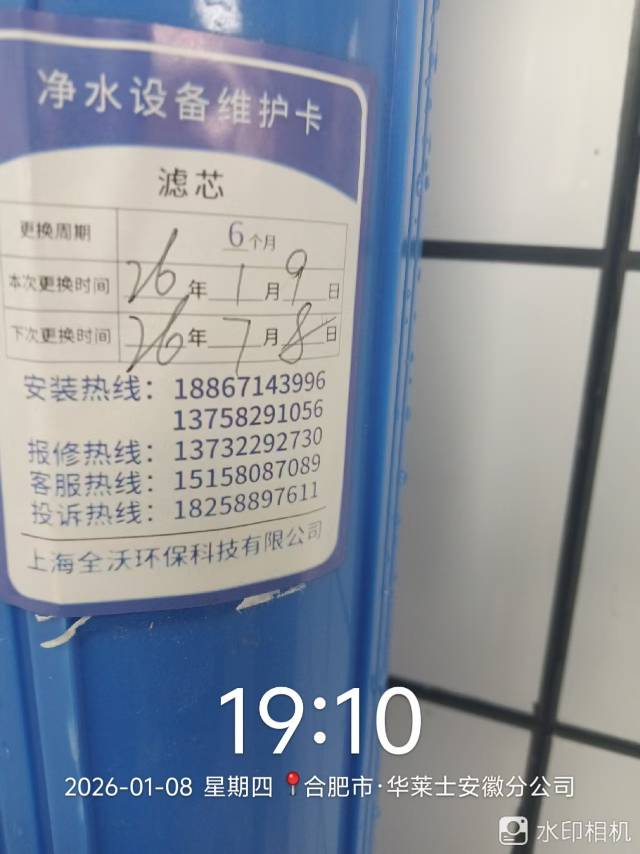 净水设备维护卡
滤芯
更换周期 6个月
本次更换时间 26年1月9日
下次更换时间 26年7月8日
安装热线：18867143996
13758291056
报修热线：13732292730
客服热线：15158087089
投诉热线：18258897611
上海全沃环保科技有限公司
19:10
2026-01-08 星期四 合肥市·华莱士安徽分公司
水印相机